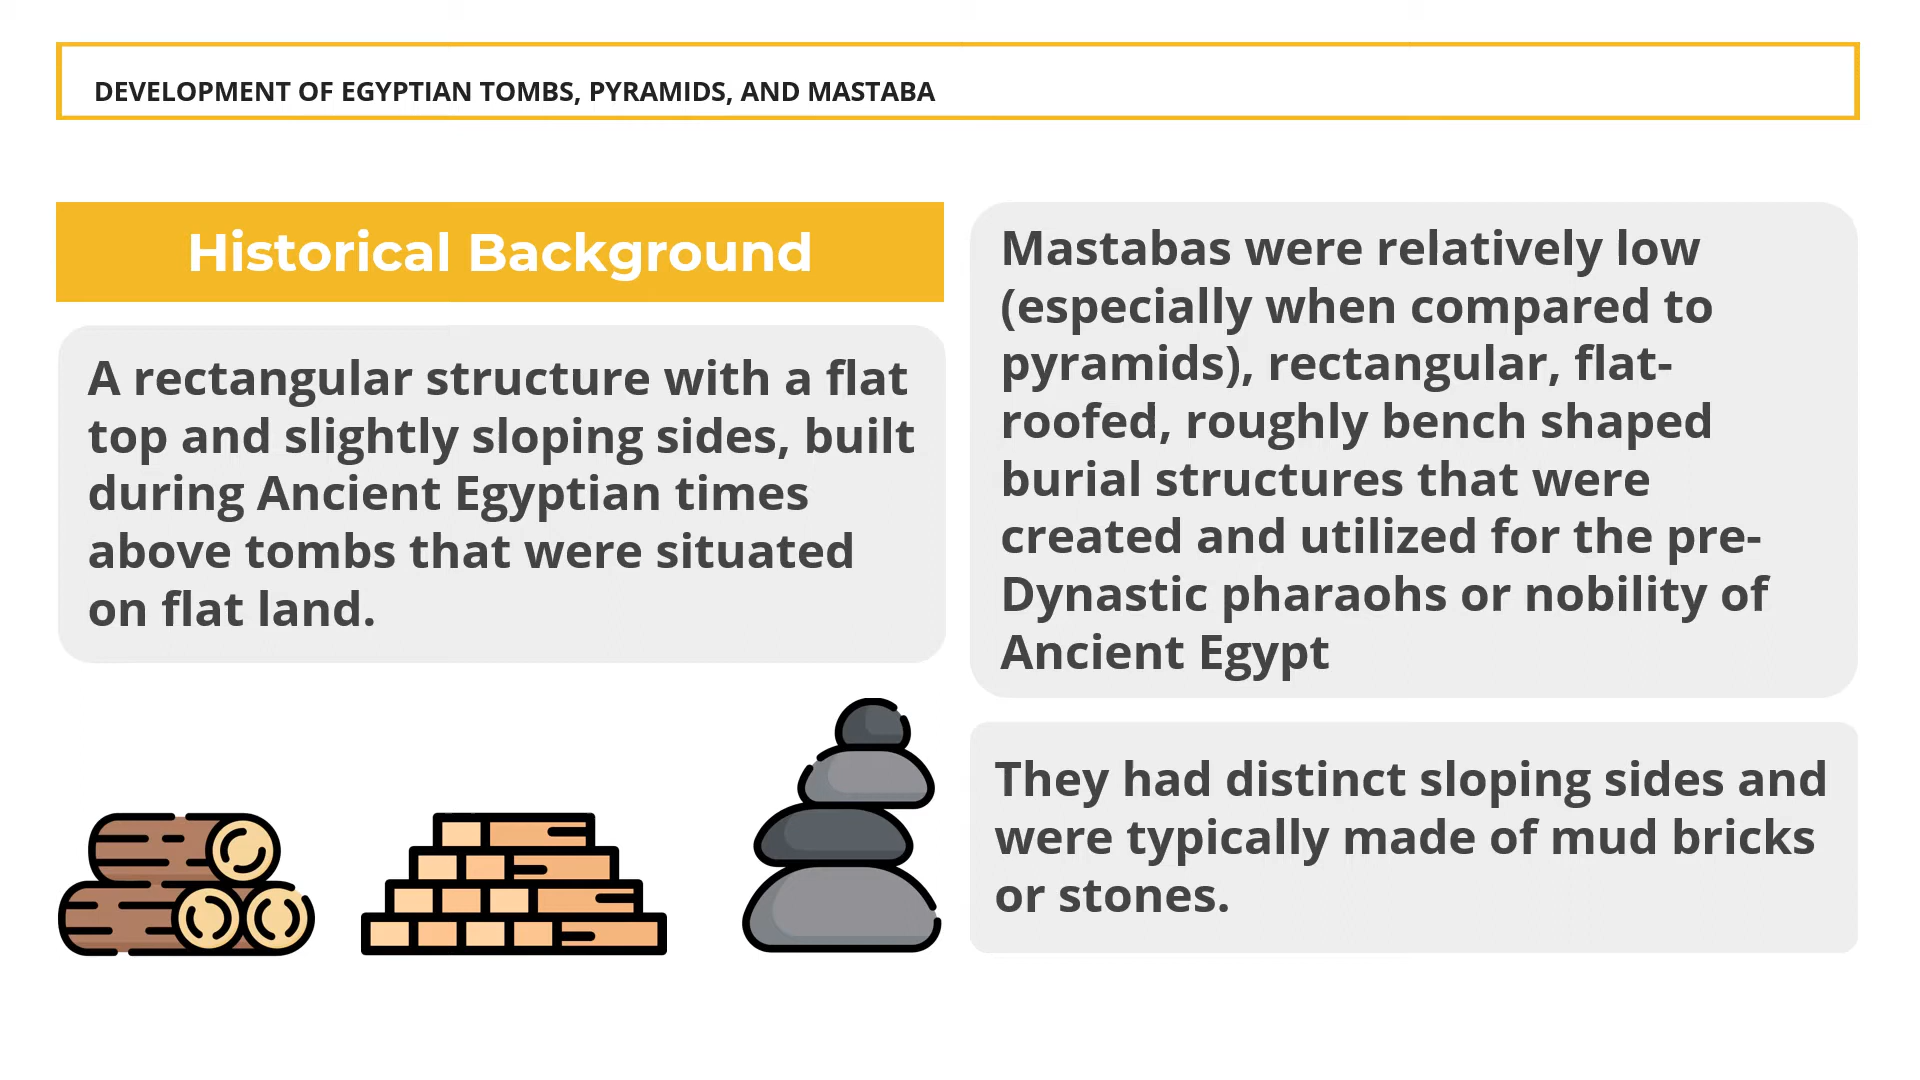 DEVELOPMENT OF EGYPTIAN TOMBS, PYRAMIDS, AND MASTABA
Historical Background
A rectangular structure with a flat
top and slightly sloping sides, built
during Ancient Egyptian times
above tombs that were situated
on flat land.
Mastabas were relatively low
(especially when compared to
pyramids), rectangular, flat-
roofed, roughly bench shaped
burial structures that were
created and utilized for the pre-
Dynastic pharaohs or nobility of
Ancient Egypt
They had distinct sloping sides and
were typically made of mud bricks
or stones.